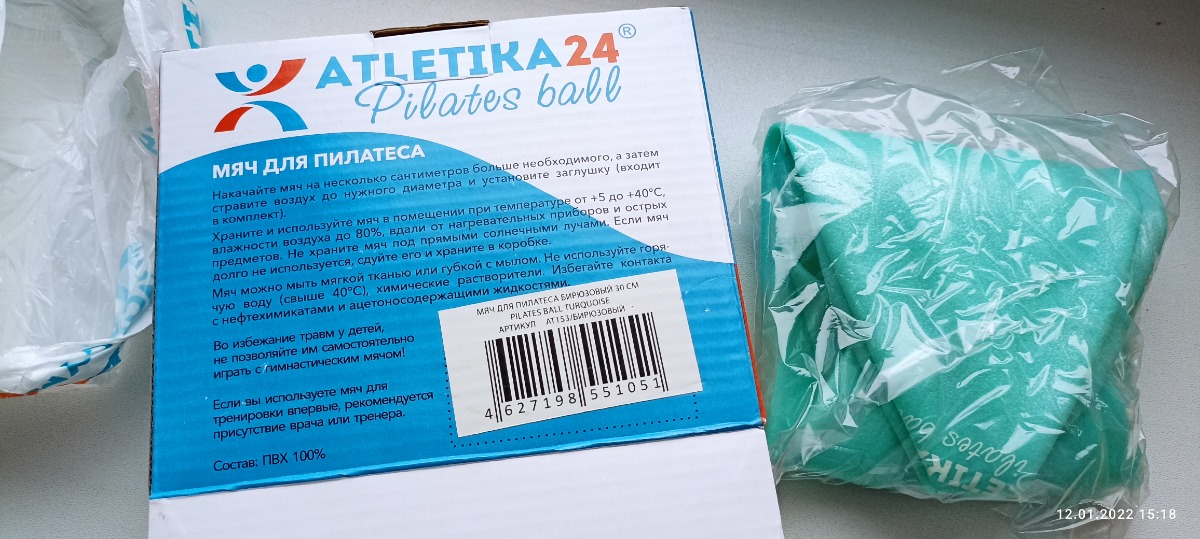 ATLETIKA24®
Pilates ball
МЯЧ ДЛЯ ПИЛАТЕСА
Накачайте мяч на несколько сантиметров больше необходимого, а затем
стравите воздух до нужного диаметра и установите заглушку (входит
в комплект).
Храните и используйте мяч в помещении при температуре от +5 до +40°С,
влажности воздуха до 80%, вдали от нагревательных приборов и острых
предметов. Не храните мяч под прямыми солнечными лучами. Если мяч
долго не используется, сдуйте его и храните в коробке.
Мяч можно мыть мягкой тканью или губкой с мылом. Не используйте горя-
чую воду (свыше 40°С), химические растворители. Избегайте контакта
с нефтехимикатами и ацетоносодержащими жидкостями.
Во избежание травм у детей,
не позволяйте им самостоятельно
играть с гимнастическим мячом!
Если вы используете мяч для
тренировки впервые, рекомендуется
присутствие врача или тренера.
Состав: ПВХ 100%
МЯЧ ДЛЯ ПИЛАТЕСА БИРЮЗОВЫЙ 30 СМ
PILATES BALL TURQUOISE
АРТИКУЛ AT153/БИРЮЗОВЫЙ
4 627198 551051
LETIKA
ilates ba
12.01.2022 15:18